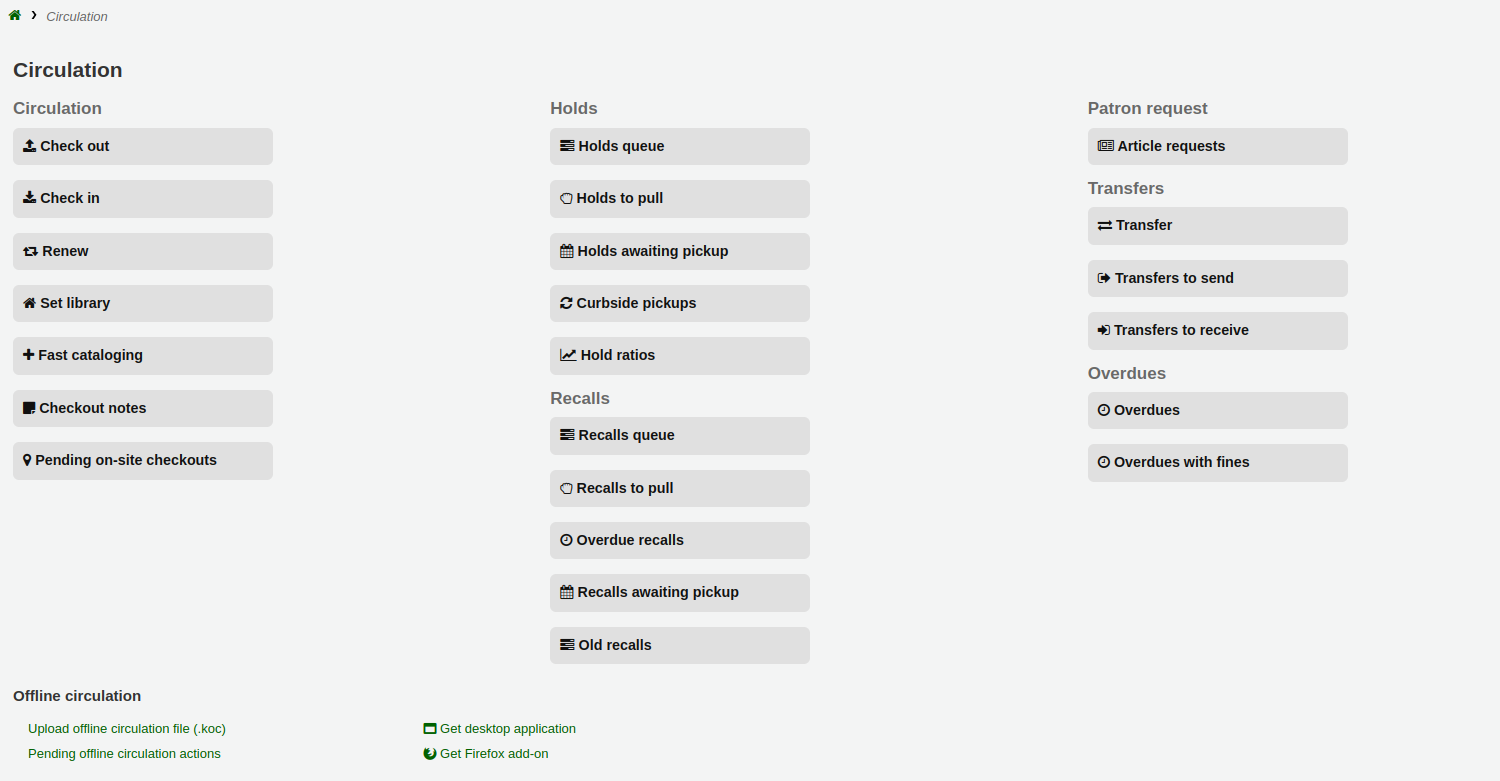 Circulation
Circulation
Circulation
Check out
Check in
Renew
Set library
Fast cataloging
Checkout notes
Pending on-site checkouts
Holds
Holds queue
Holds to pull
Holds awaiting pickup
Curbside pickups
Hold ratios
Recalls
Recalls queue
Recalls to pull
Overdue recalls
Recalls awaiting pickup
Old recalls
Patron request
Article requests
Transfers
Transfer
Transfers to send
Transfers to receive
Overdues
Overdues
Overdues with fines
Offline circulation
Upload offline circulation file (.koc)
Pending offline circulation actions
Get desktop application
Get Firefox add-on